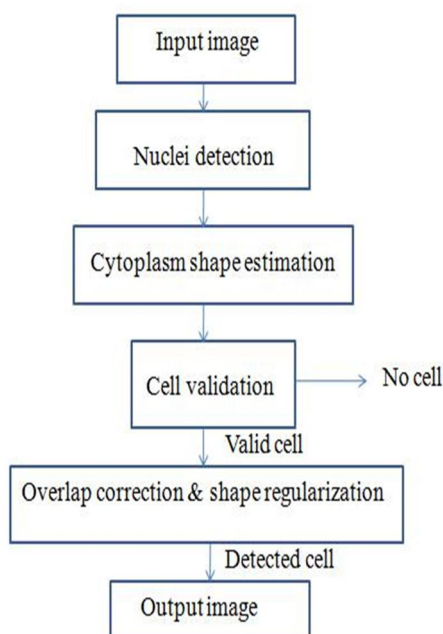 Input image
Nuclei detection
Cytoplasm shape estimation
Cell validation
No cell
Valid cell
Overlap correction & shape regularization
Detected cell
Output image